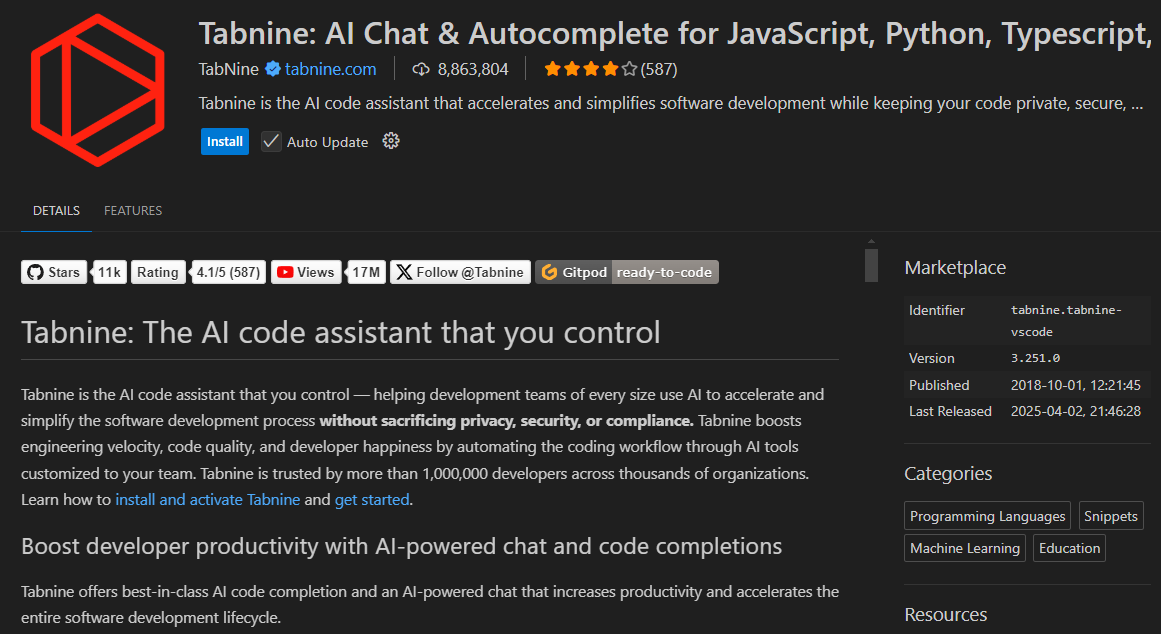 Tabnine: AI Chat & Autocomplete for JavaScript, Python, Typescript,
TabNine tabnine.com 8,863,804 (587)
Tabnine is the AI code assistant that accelerates and simplifies software development while keeping your code private, secure, ...
Install Auto Update
DETAILS FEATURES
Stars 11k Rating 4.1/5 (587) Views 17M Follow @Tabnine Gitpod ready-to-code
Tabnine: The AI code assistant that you control
Tabnine is the AI code assistant that you control — helping development teams of every size use AI to accelerate and
simplify the software development process without sacrificing privacy, security, or compliance. Tabnine boosts
engineering velocity, code quality, and developer happiness by automating the coding workflow through AI tools
customized to your team. Tabnine is trusted by more than 1,000,000 developers across thousands of organizations.
Learn how to install and activate Tabnine and get started.
Boost developer productivity with AI-powered chat and code completions
Tabnine offers best-in-class AI code completion and an AI-powered chat that increases productivity and accelerates the
entire software development lifecycle.
Marketplace
Identifier tabnine.tabnine-
vscode
Version 3.251.0
Published 2018-10-01, 12:21:45
Last Released 2025-04-02, 21:46:28
Categories
Programming Languages Snippets
Machine Learning Education
Resources